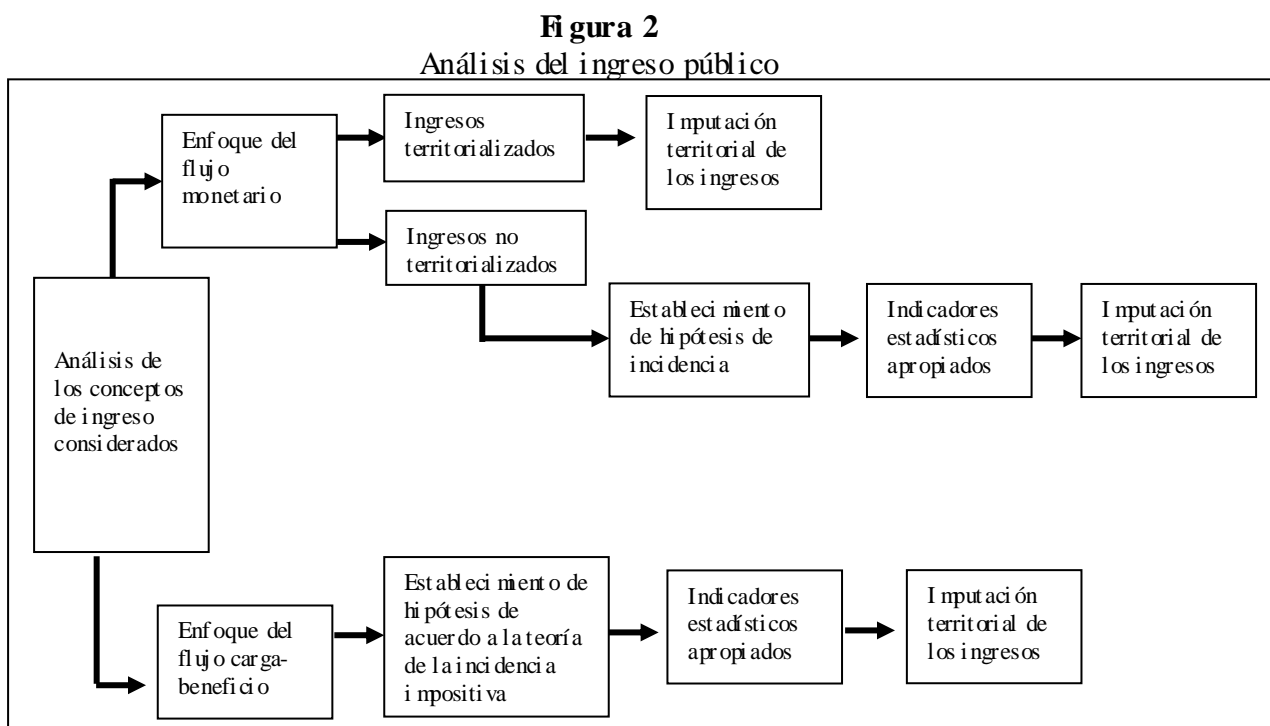 Figura 2
Análisis del ingreso público
Enfoque del
flujo
monetario
Ingresos
territorializados
Imputación
territorial de
los ingresos
Ingresos no
territorializados
Establecimiento
de hipótesis de
incidencia
Indicadores
estadísticos
apropiados
Imputación
territorial de
los ingresos
Análisis de
los conceptos
de ingreso
considerados
Enfoque del
flujo carga-
beneficio
Establecimiento de
hipótesis de
acuerdo a la teoría
de la incidencia
impositiva
Indicadores
estadísticos
apropiados
Imputación
territorial de
los ingresos